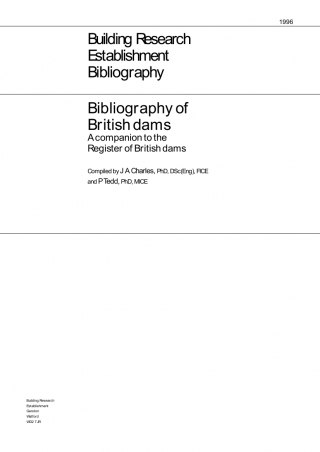 1996
Building Research
Establishment
Bibliography
Bibliography of
British dams
A companion to the
Register of British dams
Compiled by J A Charles, PhD, DSc(Eng), FICE
and P Tedd, PhD, MICE
Building Research
Establishment
Garston
Watford
WD2 7JR